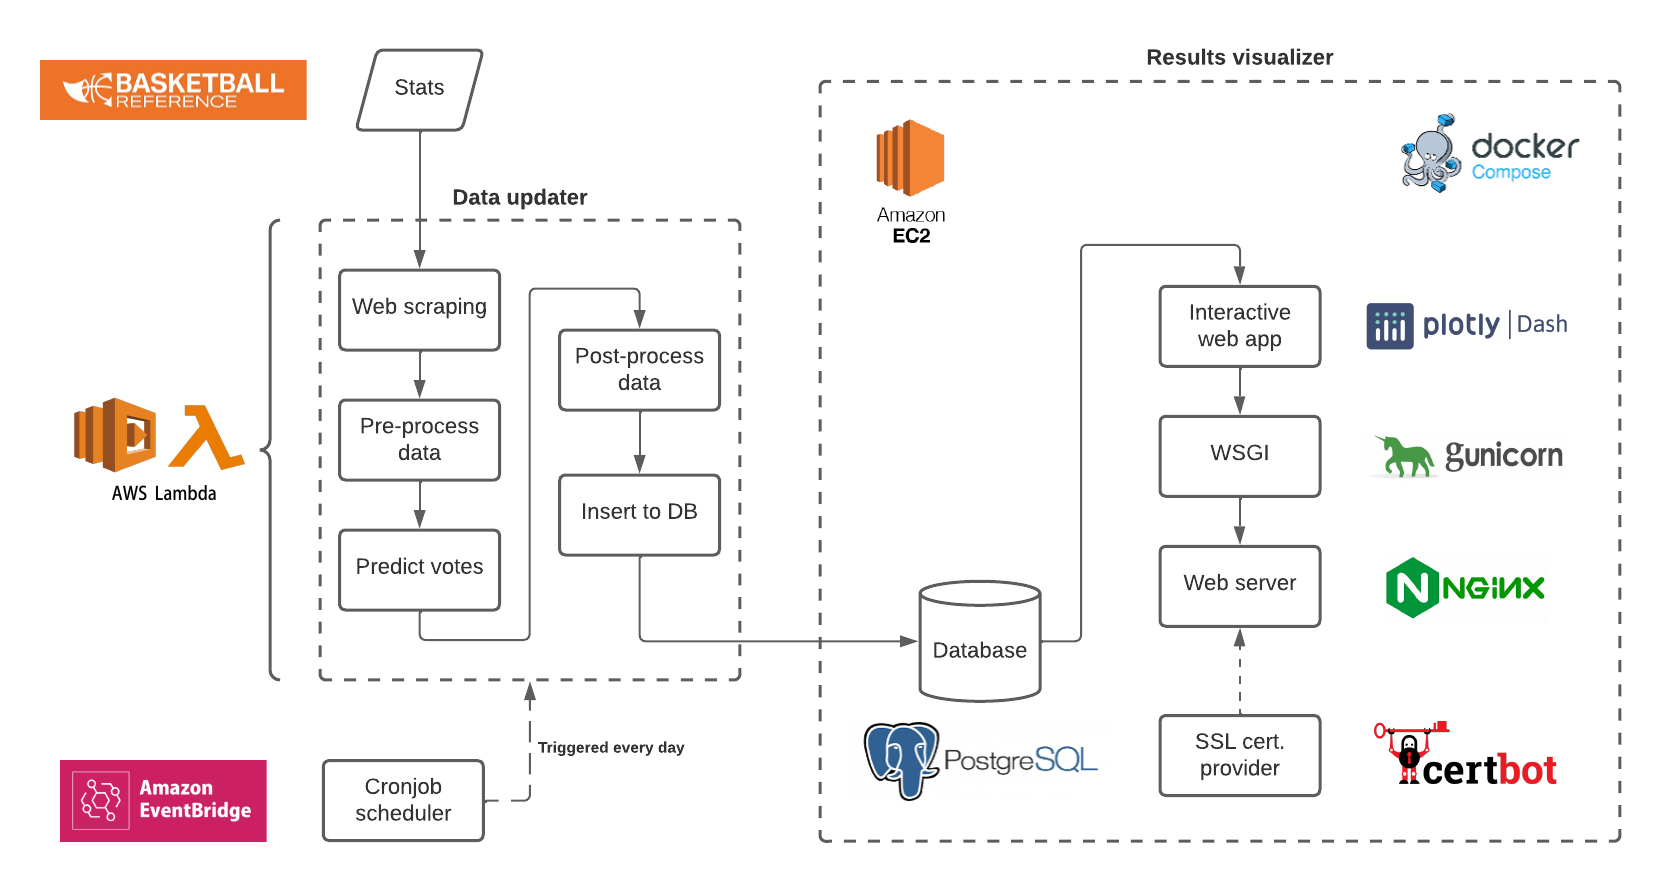 BASKETBALL
REFERENCE
Stats
Data updater
Web scraping
Pre-process
data
Predict votes
Post-process
data
Insert to DB
AWS Lambda
Triggered every day
Cronjob
scheduler
Amazon
EventBridge
Results visualizer
Amazon
EC2
docker
Compose
Interactive
web app
plotly | Dash
WSGI
gunicorn
Web server
NGINX
Database
PostgreSQL
SSL cert.
provider
certbot